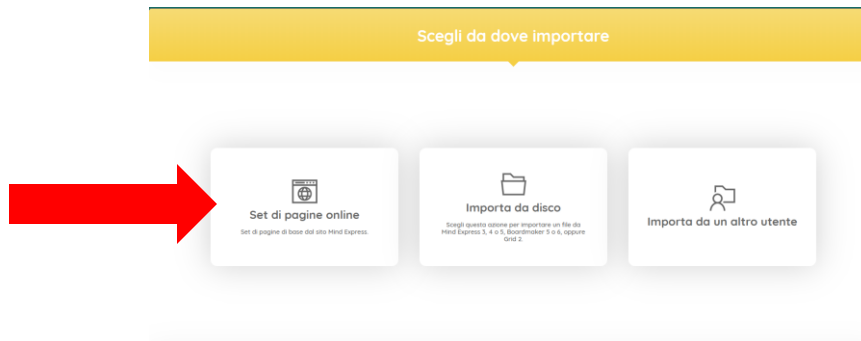 Scegli da dove importare
Set di pagine online
Set di pagine di base dal sito Mind Express.
Importa da disco
Scegli questa azione per importare un file da
Mind Express 3, 4 o 5, Boardmaker 5 o 6, oppure
Grid 2.
Importa da un altro utente